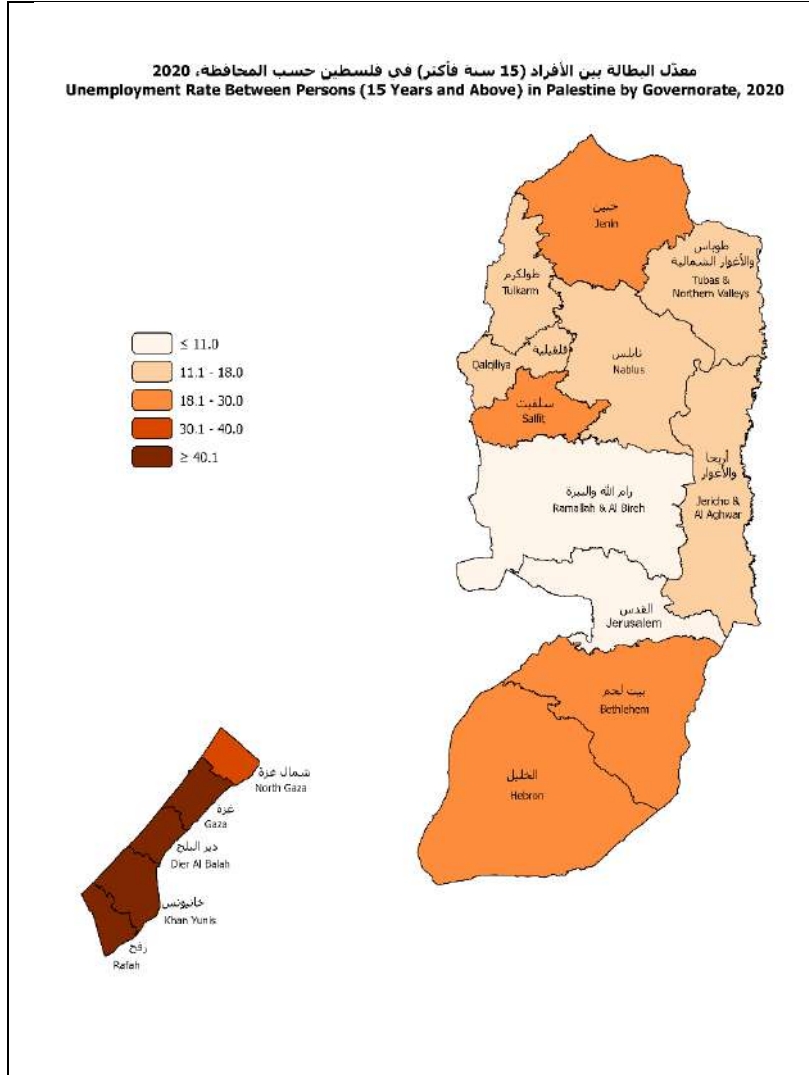 معدّل البطالة بين الأفراد (15 سنة فأكثر) في فلسطين حسب المحافظة، 2020
Unemployment Rate Between Persons (15 Years and Above) in Palestine by Governorate, 2020
جنين
Jenin
طوباس
والأغوار الشمالية
Tubas &
Northern Valleys
طولكرم
Tulkarm
قلقيلية
Qalqiliya
نابلس
Nablus
سلفيت
Salfit
≤ 11.0
11.1 - 18.0
18.1 - 30.0
30.1 - 40.0
≥ 40.1
أريحا
والأغوار
Jericho &
Al Aghwar
رام الله والبيرة
Ramallah & Al Bireh
القدس
Jerusalem
بيت لحم
Bethlehem
الخليل
Hebron
شمال غزة
North Gaza
غزة
Gaza
دير البلح
Dier Al Balah
خانيونس
Khan Yunis
رفح
Rafah